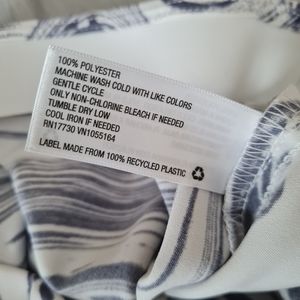 100% POLYESTER
MACHINE WASH COLD WITH LIKE COLORS
GENTLE CYCLE
ONLY NON-CHLORINE BLEACH IF NEEDED
TUMBLE DRY LOW
COOL IRON IF NEEDED
RN17730 VN1055164
LABEL MADE FROM 100% RECYCLED PLASTIC